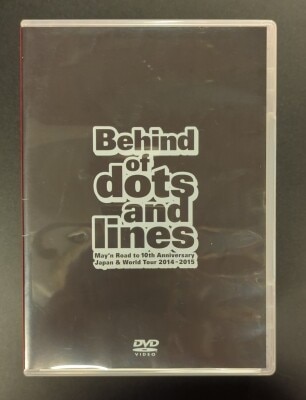 Behind
of
dots
and
lines
May'n Road to 10th Anniversary
Japan & World Tour 2014-2015
DVD
VIDEO